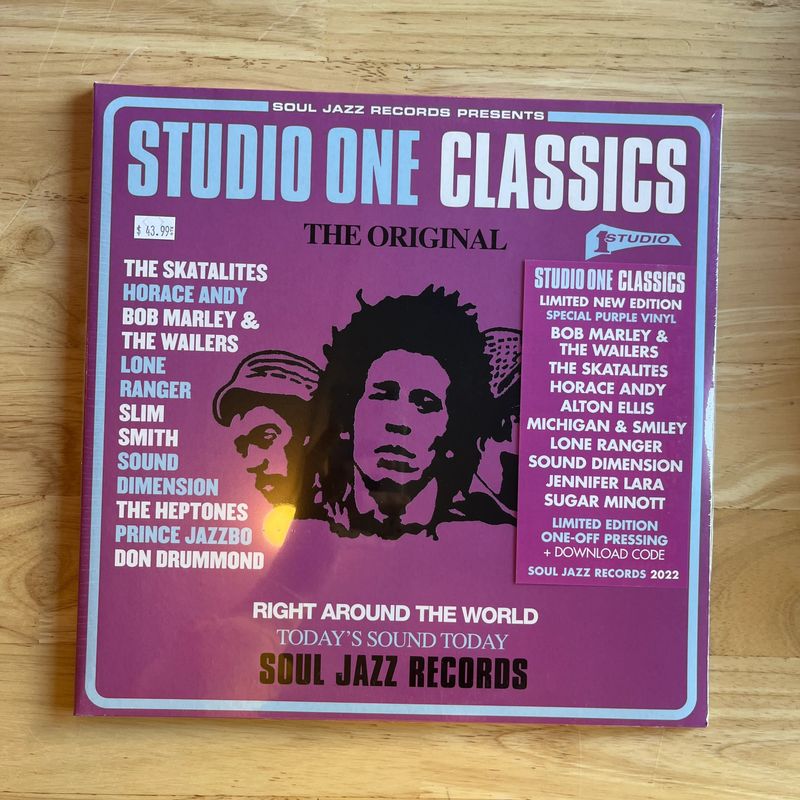 SOUL JAZZ RECORDS PRESENTS
STUDIO ONE CLASSICS
$ 43.99
THE ORIGINAL
1 STUDIO
THE SKATALITES
HORACE ANDY
BOB MARLEY &
THE WAILERS
LONE
RANGER
SLIM
SMITH
SOUND
DIMENSION
THE HEPTONES
PRINCE JAZZBO
DON DRUMMOND
STUDIO ONE CLASSICS
LIMITED NEW EDITION
SPECIAL PURPLE VINYL
BOB MARLEY &
THE WAILERS
THE SKATALITES
HORACE ANDY
ALTON ELLIS
MICHIGAN & SMILEY
LONE RANGER
SOUND DIMENSION
JENNIFER LARA
SUGAR MINOTT
LIMITED EDITION
ONE-OFF PRESSING
+ DOWNLOAD CODE
SOUL JAZZ RECORDS 2022
RIGHT AROUND THE WORLD
TODAY'S SOUND TODAY
SOUL JAZZ RECORDS